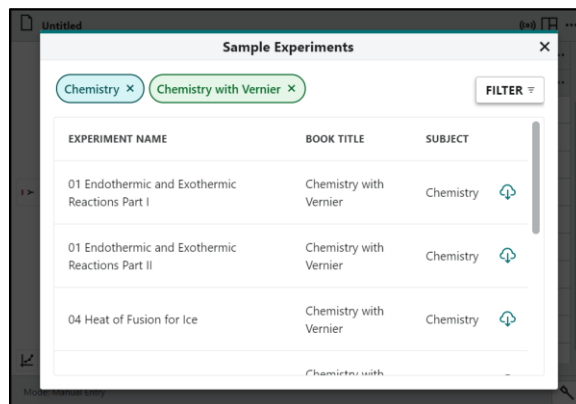 Untitled
Sample Experiments
Chemistry ×
Chemistry with Vernier ×
FILTER
EXPERIMENT NAME BOOK TITLE SUBJECT
01 Endothermic and Exothermic
Reactions Part I
Chemistry with
Vernier
Chemistry
01 Endothermic and Exothermic
Reactions Part II
Chemistry with
Vernier
Chemistry
04 Heat of Fusion for Ice
Chemistry with
Vernier
Chemistry
Chemistry with
Mode: Manual Entry